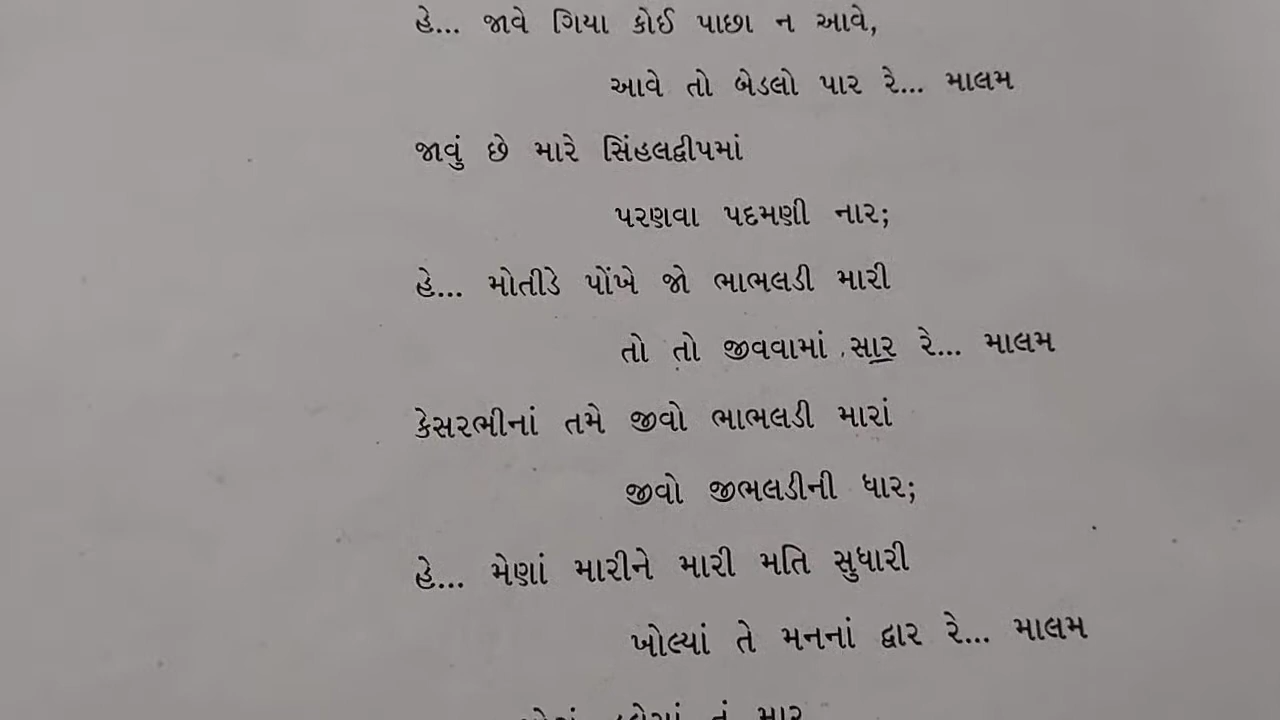 હે... જાવે ગિયા કોઈ પાછા ન આવે,
આવે તો બેડલો પાર રે... માલમ
જાવું છે મારે સિંહલદ્વીપમાં
પરણવા પદમણી નાર;
હે... મોતીડે પોંખે જો ભાભલડી મારી
તો તો જીવવામાં સાર રે... માલમ
કેસરભીનાં તમે જીવો ભાભલડી મારાં
જીવો જીભલડીની ધાર;
હે... મેણાં મારીને મારી મતિ સુધારી
ખોલ્યાં તે મનનાં દ્વાર રે... માલમ